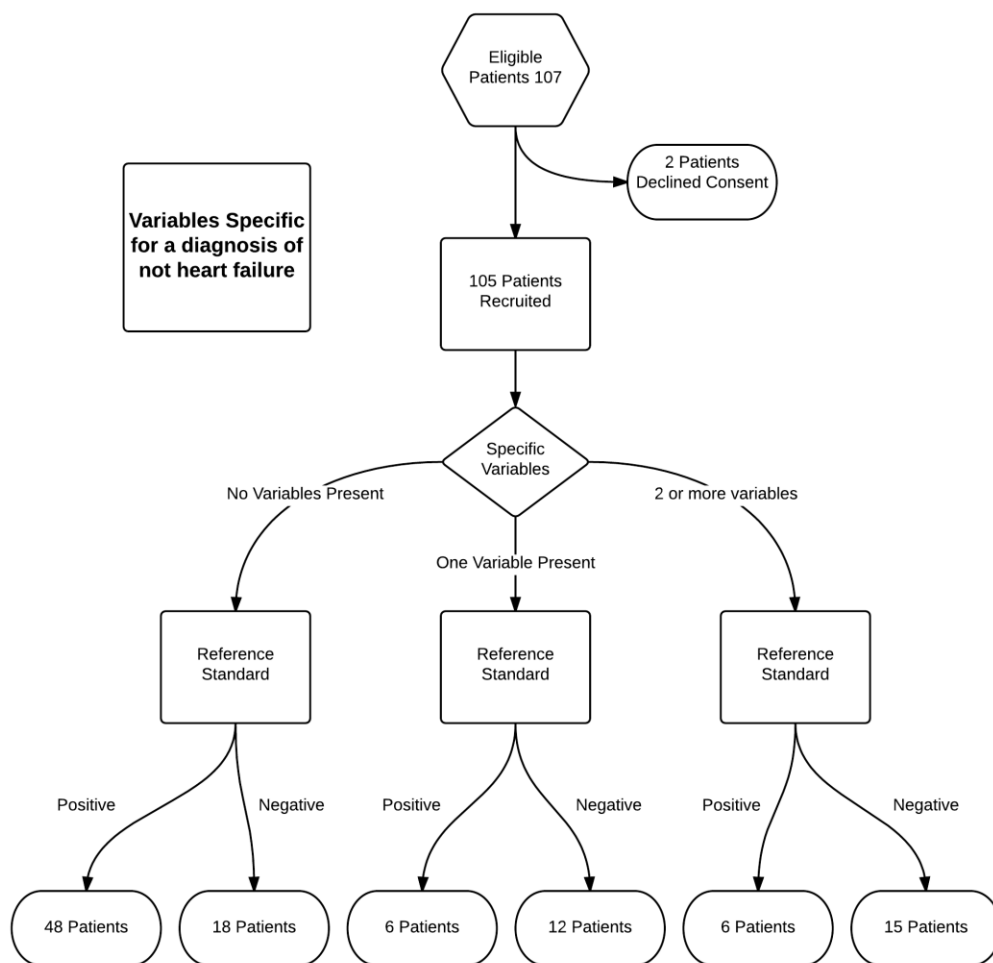 Eligible
Patients 107
2 Patients
Declined Consent
Variables Specific
for a diagnosis of
not heart failure
105 Patients
Recruited
Specific
Variables
No Variables Present
2 or more variables
One Variable Present
Reference
Standard
Reference
Standard
Reference
Standard
Positive
Negative
Positive
Negative
Positive
Negative
48 Patients
18 Patients
6 Patients
12 Patients
6 Patients
15 Patients